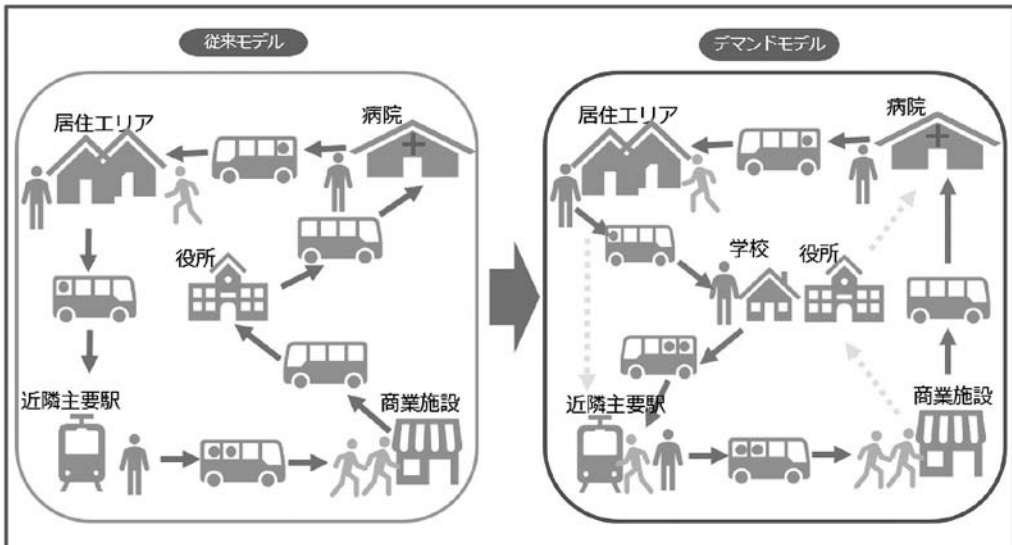 従来モデル
居住エリア
病院
役所
近隣主要駅
商業施設
デマンドモデル
居住エリア
病院
学校
役所
近隣主要駅
商業施設